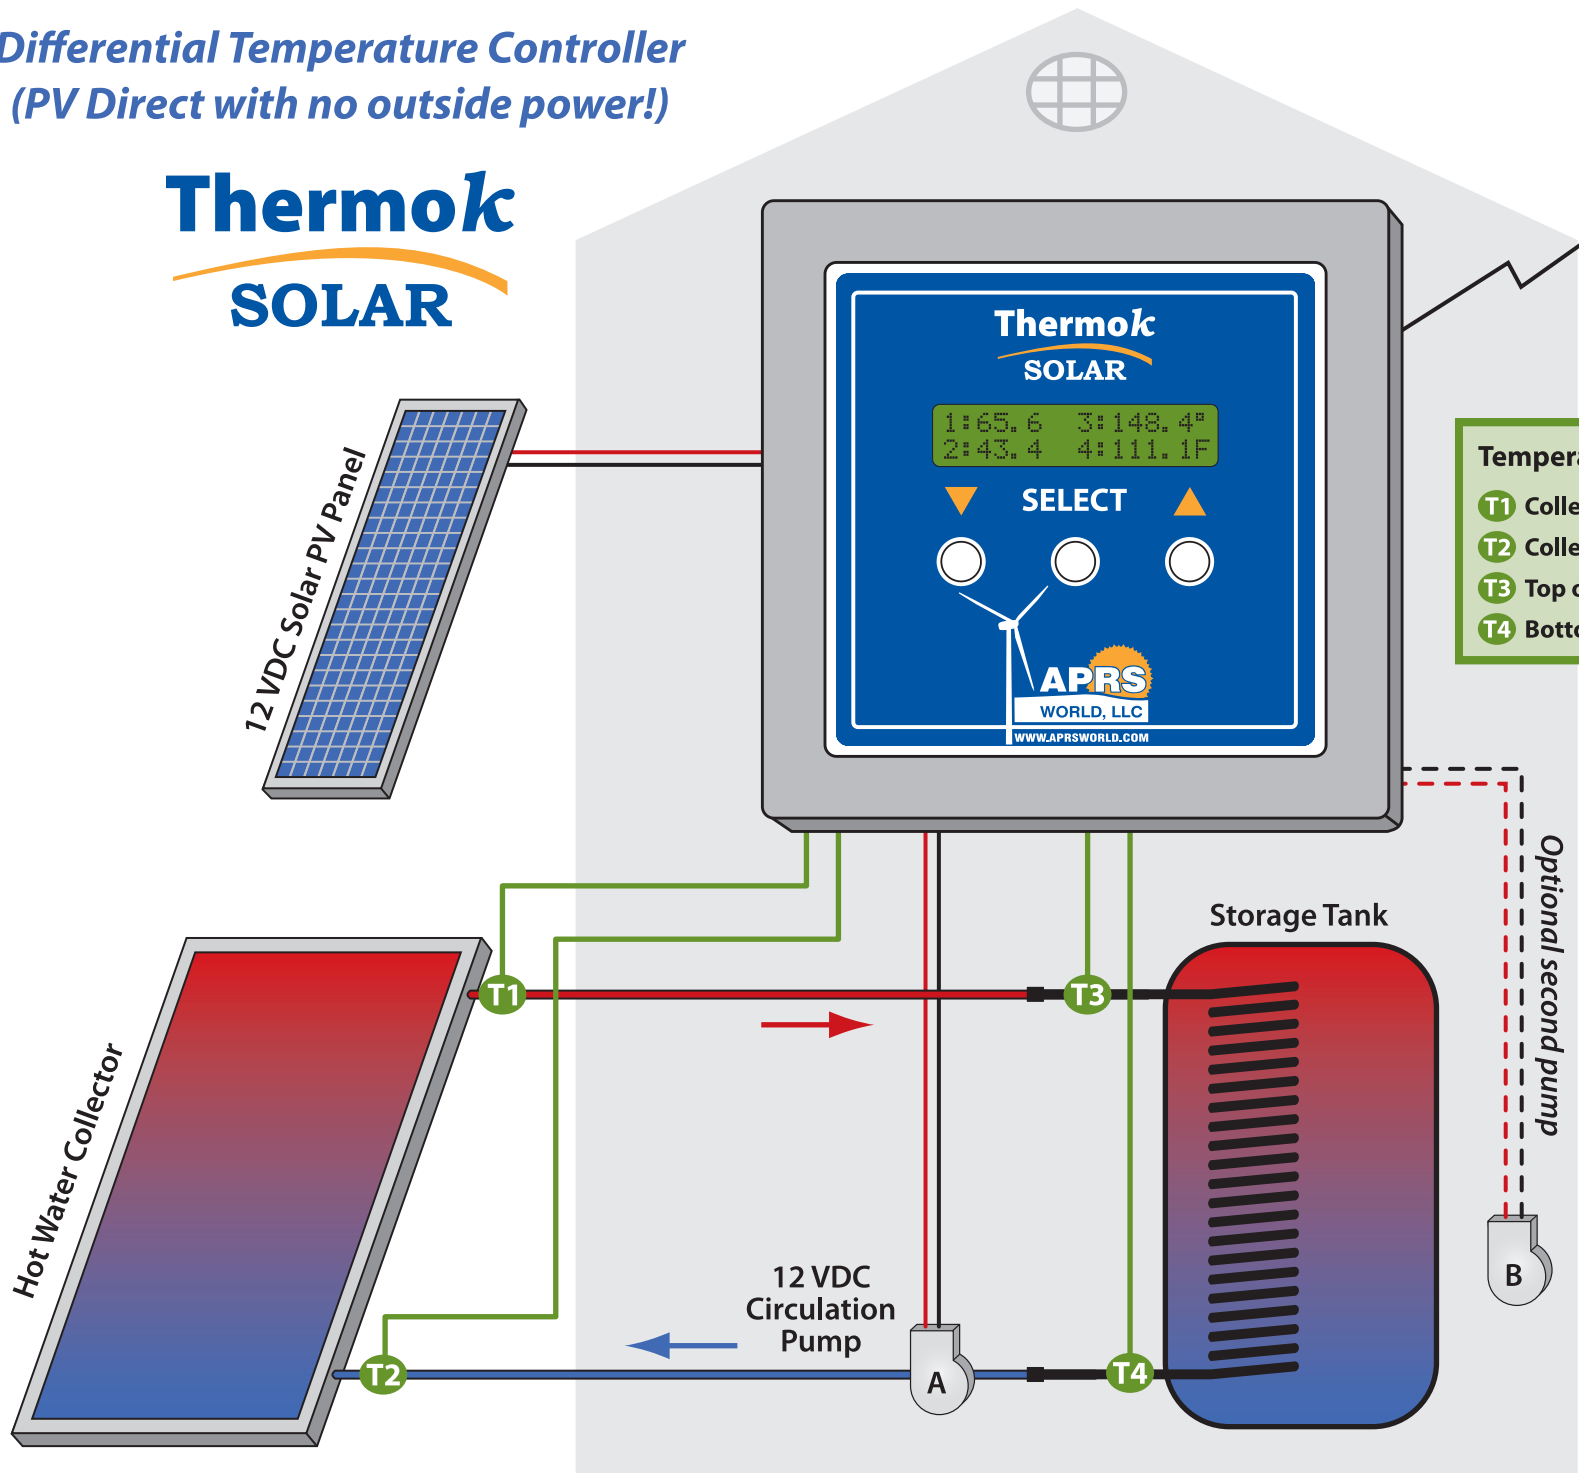 Differential Temperature Controller
(PV Direct with no outside power!)
Thermok
SOLAR
Thermok
SOLAR
1:65.6 3:148.4°
2:43.4 4:111.1F
SELECT
APRS
WORLD, LLC
WWW.APRSWORLD.COM
12 VDC Solar PV Panel
T1
T2
T3 Top
T4
Optional second pump
Storage Tank
T1
T3
Hot Water Collector
12 VDC
Circulation
Pump
T2
A
T4
B